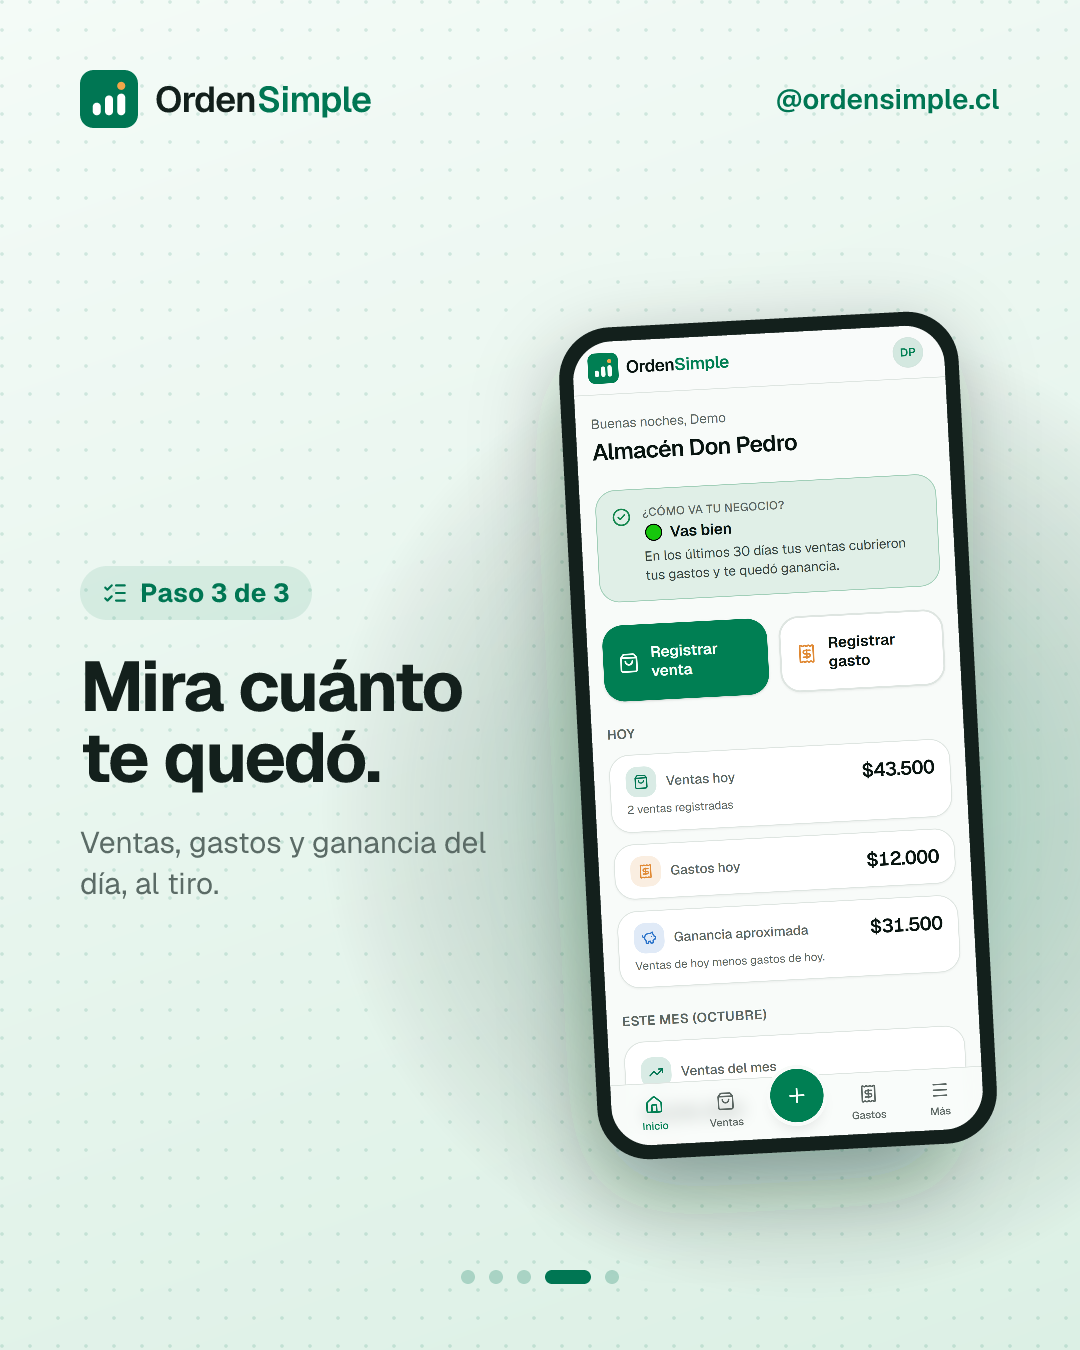 OrdenSimple
@ordensimple.cl
Paso 3 de 3
Mira cuánto
te quedó.
Ventas, gastos y ganancia del
día, al tiro.
OrdenSimple
DP
Buenas noches, Demo
Almacén Don Pedro
¿CÓMO VA TU NEGOCIO?
Vas bien
En los últimos 30 días tus ventas cubrieron
tus gastos y te quedó ganancia.
Registrar
venta
Registrar
gasto
HOY
Ventas hoy
$43.500
2 ventas registradas
Gastos hoy
$12.000
Ganancia aproximada
$31.500
Ventas de hoy menos gastos de hoy.
ESTE MES (OCTUBRE)
Ventas del mes
Inicio
Ventas
Gastos
Más